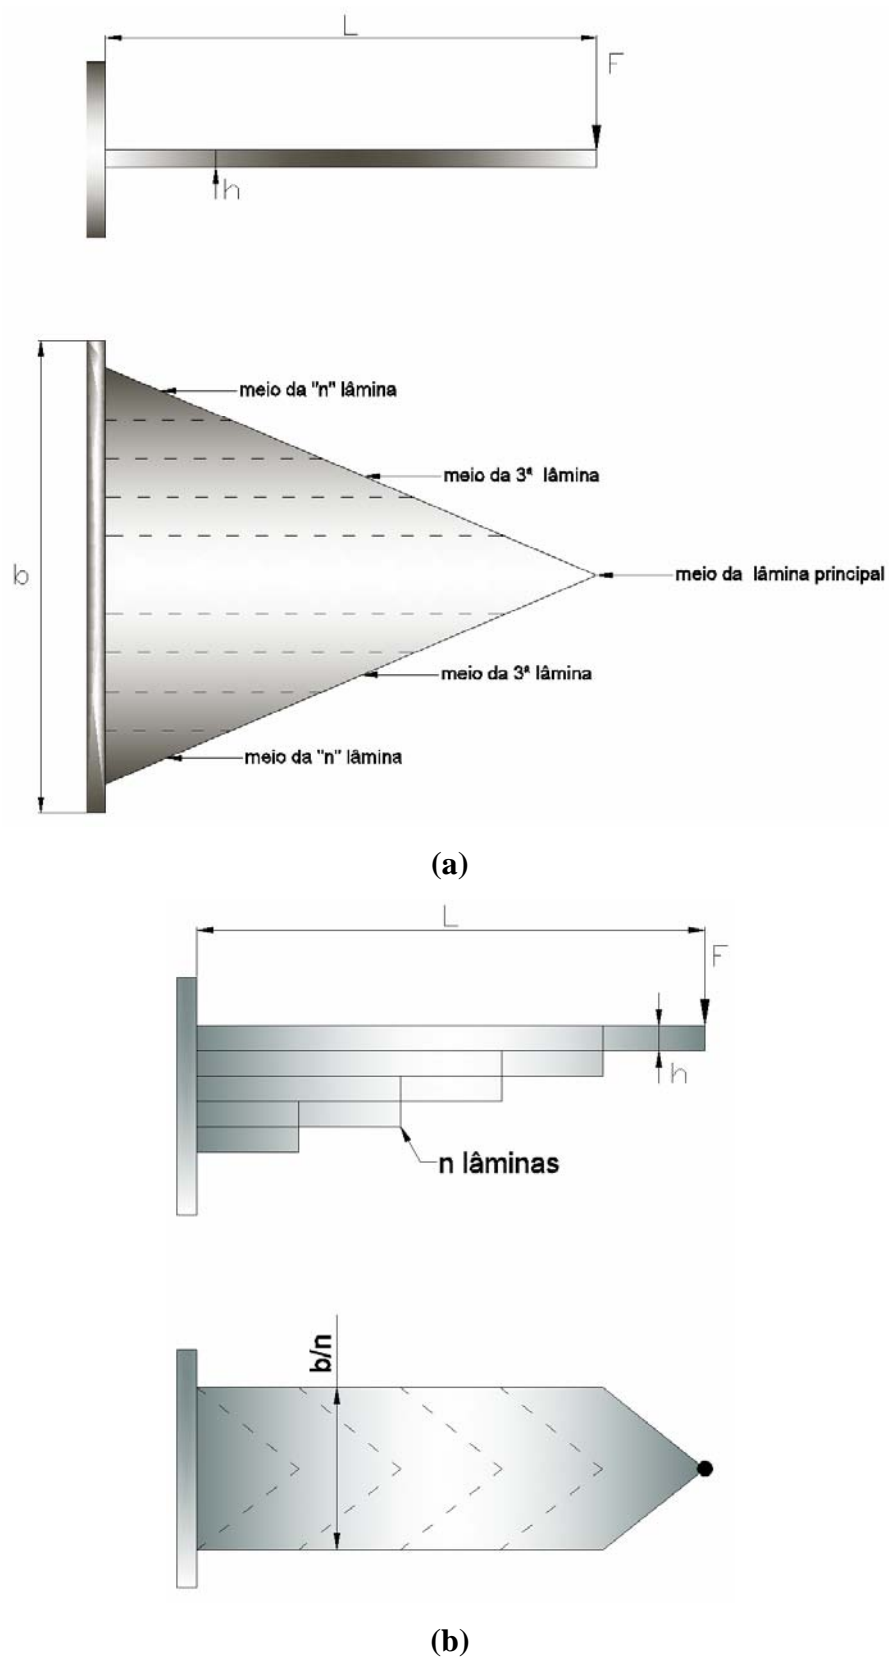 L
F
h
meio da "n" lâmina
meio da 3ª lâmina
b
meio da lâmina principal
meio da 3ª lâmina
meio da "n" lâmina
(a)
L
F
h
n lâminas
b/n
(b)